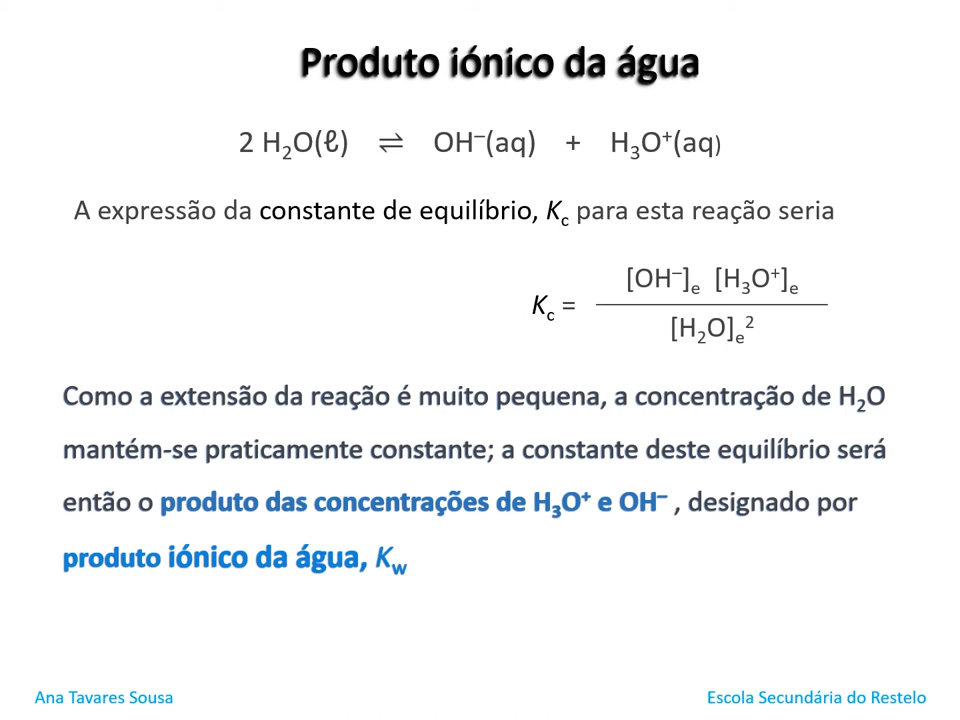 Produto iónico da água
2 H₂O(ℓ) ⇌ OH⁻(aq) + H₃O⁺(aq)
A expressão da constante de equilíbrio, Kc para esta reação seria
[OH⁻]e [H₃O⁺]e
Kc =
[H₂O]e²
Como a extensão da reação é muito pequena, a concentração de H₂O
mantém-se praticamente constante; a constante deste equilíbrio será
então o produto das concentrações de H₃O⁺ e OH⁻ , designado por
produto iónico da água, Kw
Ana Tavares Sousa
Escola Secundária do Restelo